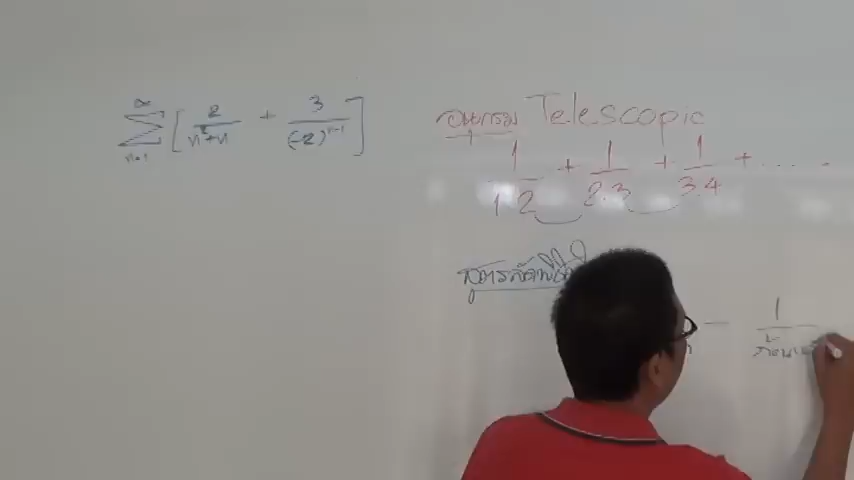 ∞
∑ [ 2/(n²+n) + 3/(-2)ⁿ⁻¹ ]
n=1
อนุกรม Telescopic
1/1.2 + 1/2.3 + 1/3.4 + .....
สูตรลัด
- 1/